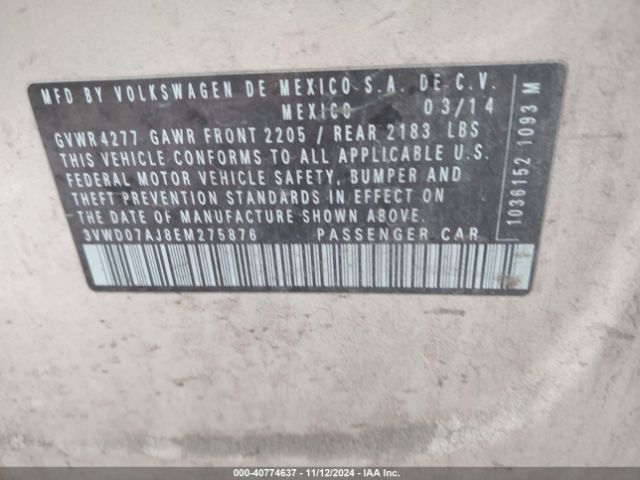 MFD BY VOLKSWAGEN DE MEXICO S.A. DE C.V.
MEXICO 03/14
GVWR4277 GAWR FRONT 2205 / REAR 2183 LBS
THIS VEHICLE CONFORMS TO ALL APPLICABLE U.S.
FEDERAL MOTOR VEHICLE SAFETY, BUMPER AND
THEFT PREVENTION STANDARDS IN EFFECT ON
THE DATE OF MANUFACTURE SHOWN ABOVE.
3VWD07AJ8EM275876 PASSENGER CAR
1036152 1093 M
000-40774637 - 11/12/2024 - IAAI.com